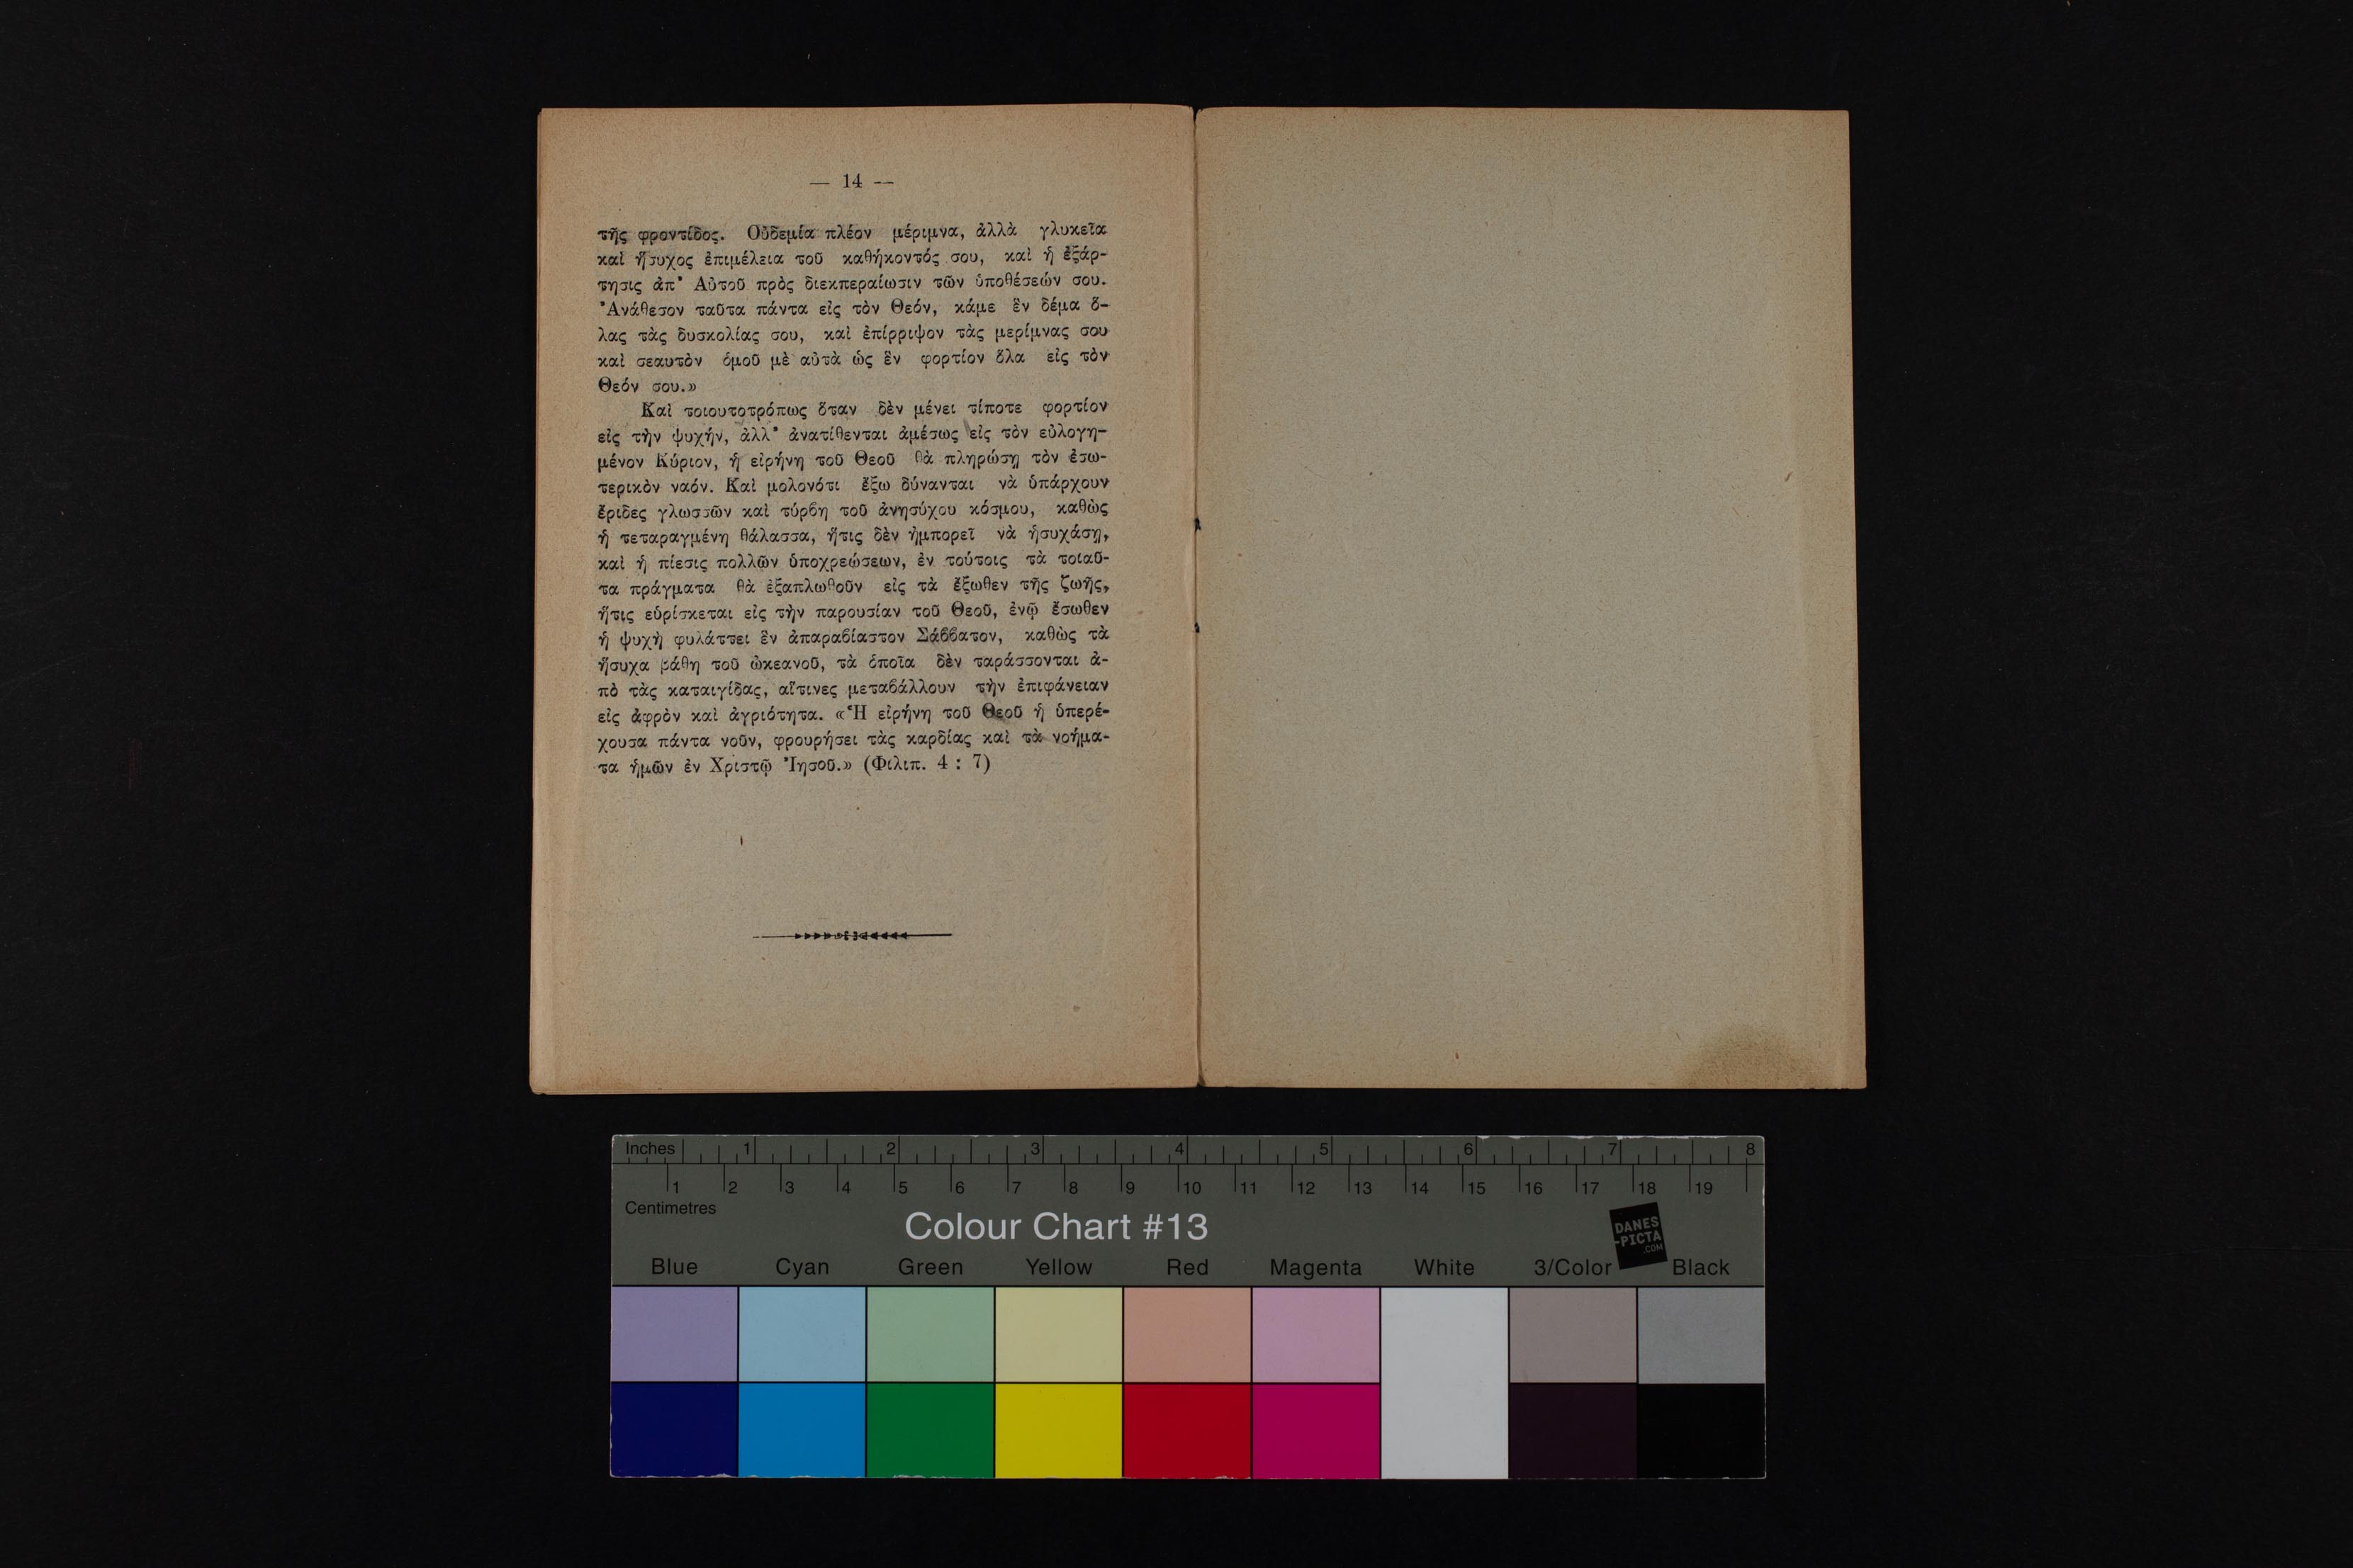 — 14 —
τῆς φροντίδος. Οὐδεμία πλέον μέριμνα, ἀλλὰ γλυκεῖα
καὶ ἥσυχος ἐπιμέλεια τοῦ καθήκοντός σου, καὶ ἡ ἐξάρ-
τησις ἀπ' Αὐτοῦ πρὸς διεκπεραίωσιν τῶν ὑποθέσεών σου.
'Ανάθεσον ταῦτα πάντα εἰς τὸν Θεόν, κάμε ἓν δέμα ὅ-
λας τὰς δυσκολίας σου, καὶ ἐπίρριψον τὰς μερίμνας σου
καὶ σεαυτὸν ὁμοῦ μὲ αὐτὰ ὡς ἓν φορτίον ὅλα εἰς τὸν
Θεόν σου.»
Καὶ τοιουτοτρόπως ὅταν δὲν μένει τίποτε φορτίον
εἰς τὴν ψυχήν, ἀλλ' ἀνατίθενται ἀμέσως εἰς τὸν εὐλογη-
μένον Κύριον, ἡ εἰρήνη τοῦ Θεοῦ θὰ πληρώσῃ τὸν ἐσω-
τερικὸν ναόν. Καὶ μολονότι ἔξω δύνανται νὰ ὑπάρχουν
ἔριδες γλωσσῶν καὶ τύρβη τοῦ ἀνησύχου κόσμου, καθὼς
ἡ τεταραγμένη θάλασσα, ἥτις δὲν ἠμπορεῖ νὰ ἡσυχάσῃ,
καὶ ἡ πίεσις πολλῶν ὑποχρεώσεων, ἐν τούτοις τὰ τοιαῦ-
τα πράγματα θὰ ἐξαπλωθοῦν εἰς τὰ ἔξωθεν τῆς ζωῆς,
ἥτις εὑρίσκεται εἰς τὴν παρουσίαν τοῦ Θεοῦ, ἐνῷ ἔσωθεν
ἡ ψυχὴ φυλάττει ἓν ἀπαραβίαστον Σάββατον, καθὼς τὰ
ἥσυχα βάθη τοῦ ὠκεανοῦ, τὰ ὁποῖα δὲν ταράσσονται ἀ-
πὸ τὰς καταιγίδας, αἵτινες μεταβάλλουν τὴν ἐπιφάνειαν
εἰς ἀφρὸν καὶ ἀγριότητα. «Ἡ εἰρήνη τοῦ Θεοῦ ἡ ὑπερέ-
χουσα πάντα νοῦν, φρουρήσει τὰς καρδίας καὶ τὰ νοήμα-
τα ἡμῶν ἐν Χριστῷ Ἰησοῦ.» (Φιλιπ. 4 : 7)
Inches 1 2 3 4 5 6 7 8
1 2 3 4 5 6 7 8 9 10 11 12 13 14 15 16 17 18 19
Centimetres
Colour Chart #13
DANES
-PICTA
.COM
Blue Cyan Green Yellow Red Magenta White 3/Color Black